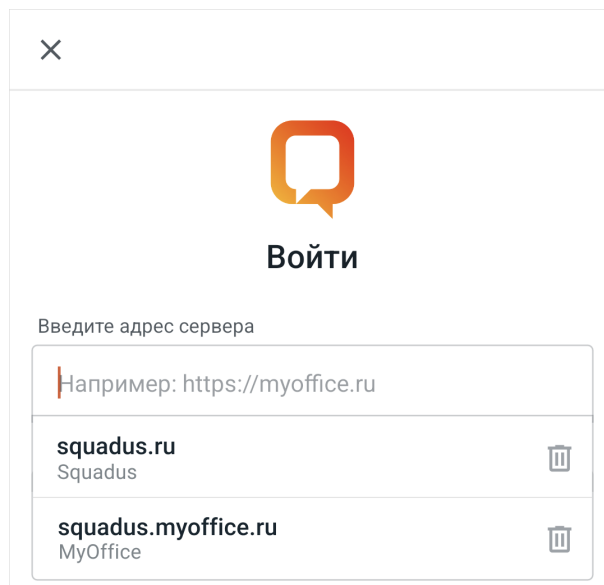 Войти
Введите адрес сервера
Например: https://myoffice.ru
squadus.ru
Squadus
squadus.myoffice.ru
MyOffice